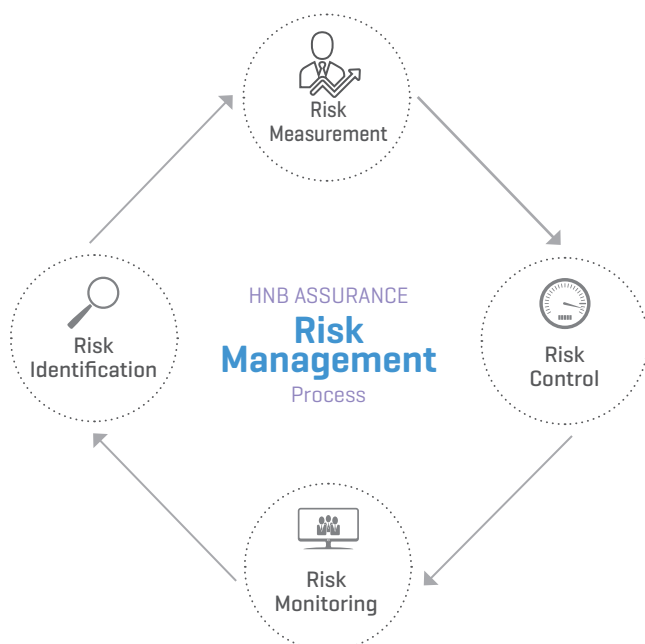 Risk
Measurement
HNB ASSURANCE
Risk
Management
Process
Risk
Identification
Risk
Control
Risk
Monitoring